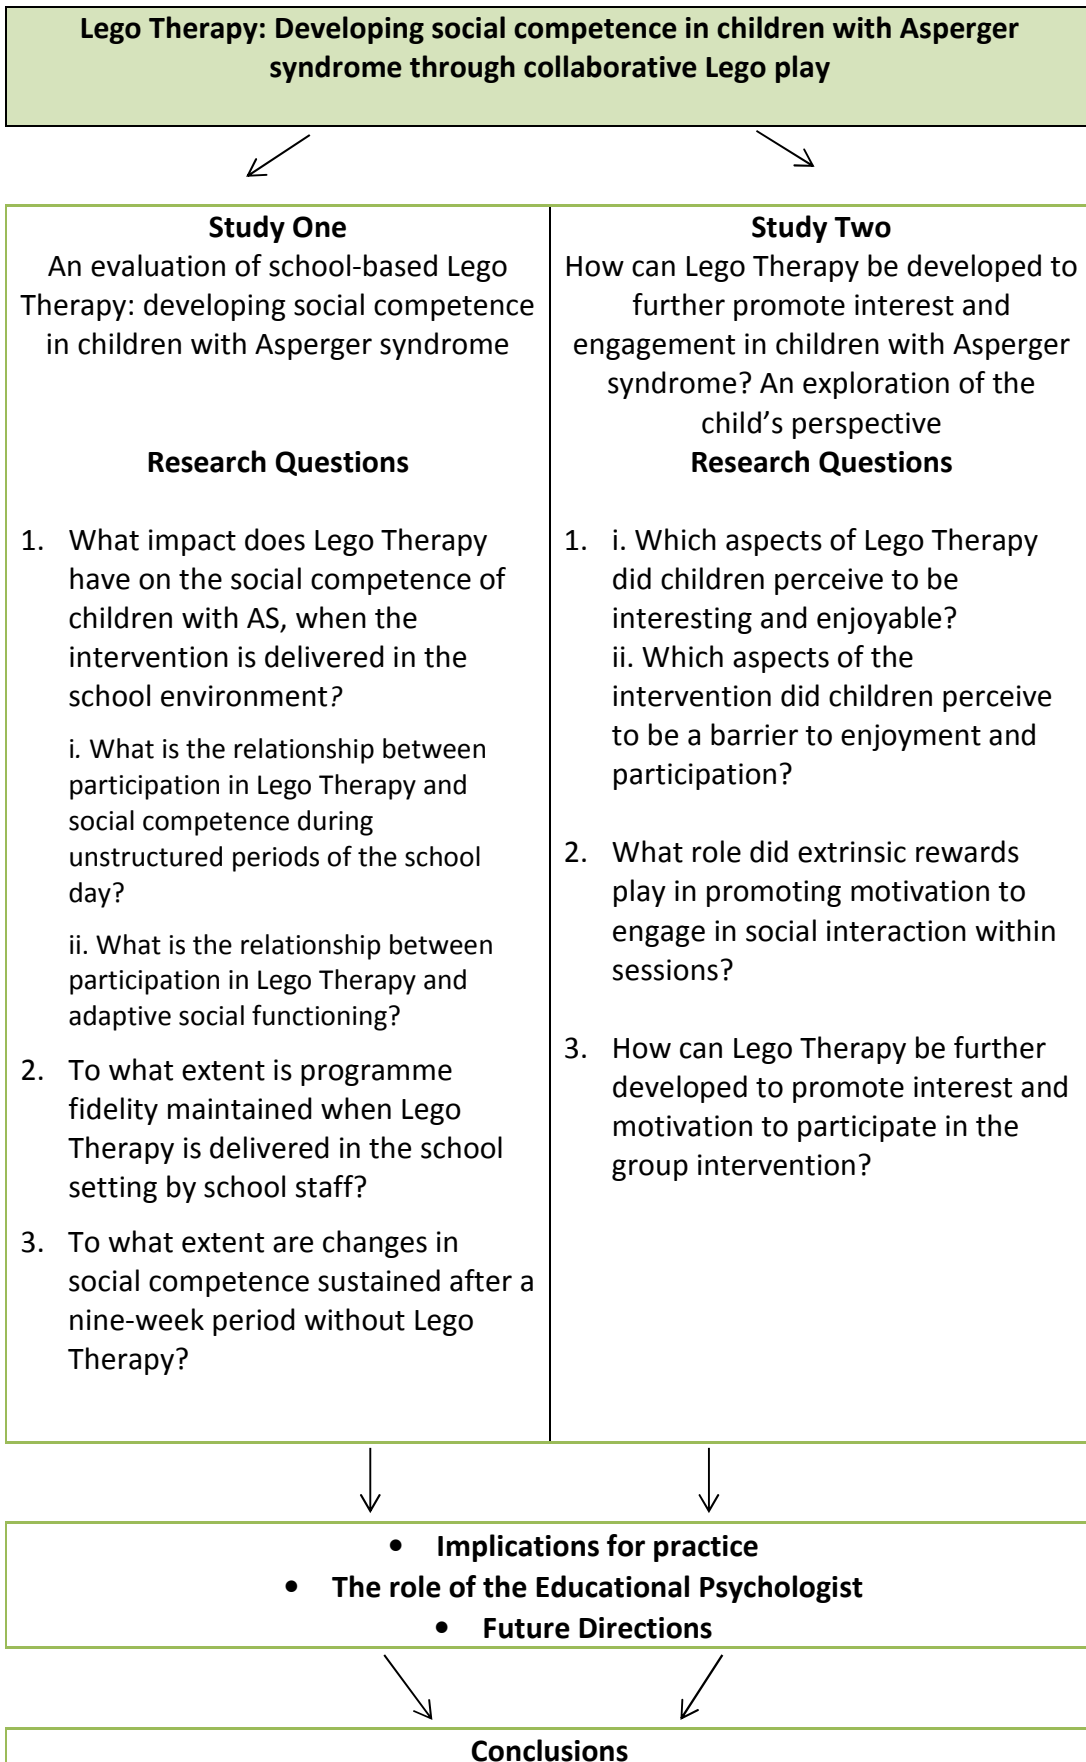 Lego Therapy: Developing social competence in children with Asperger
syndrome through collaborative Lego play
Study One
An evaluation of school-based Lego
Therapy: developing social competence
in children with Asperger syndrome
Research Questions
1. What impact does Lego Therapy
have on the social competence of
children with AS, when the
intervention is delivered in the
school environment?
i. What is the relationship between
participation in Lego Therapy and
social competence during
unstructured periods of the school
day?
ii. What is the relationship between
participation in Lego Therapy and
adaptive social functioning?
2. To what extent is programme
fidelity maintained when Lego
Therapy is delivered in the school
setting by school staff?
3. To what extent are changes in
social competence sustained after a
nine-week period without Lego
Therapy?
Study Two
How can Lego Therapy be developed to
further promote interest and
engagement in children with Asperger
syndrome? An exploration of the
child’s perspective
Research Questions
1. i. Which aspects of Lego Therapy
did children perceive to be
interesting and enjoyable?
ii. Which aspects of the
intervention did children perceive
to be a barrier to enjoyment and
participation?
2. What role did extrinsic rewards
play in promoting motivation to
engage in social interaction within
sessions?
3. How can Lego Therapy be further
developed to promote interest and
motivation to participate in the
group intervention?
• Implications for practice
• The role of the Educational Psychologist
• Future Directions
Conclusions